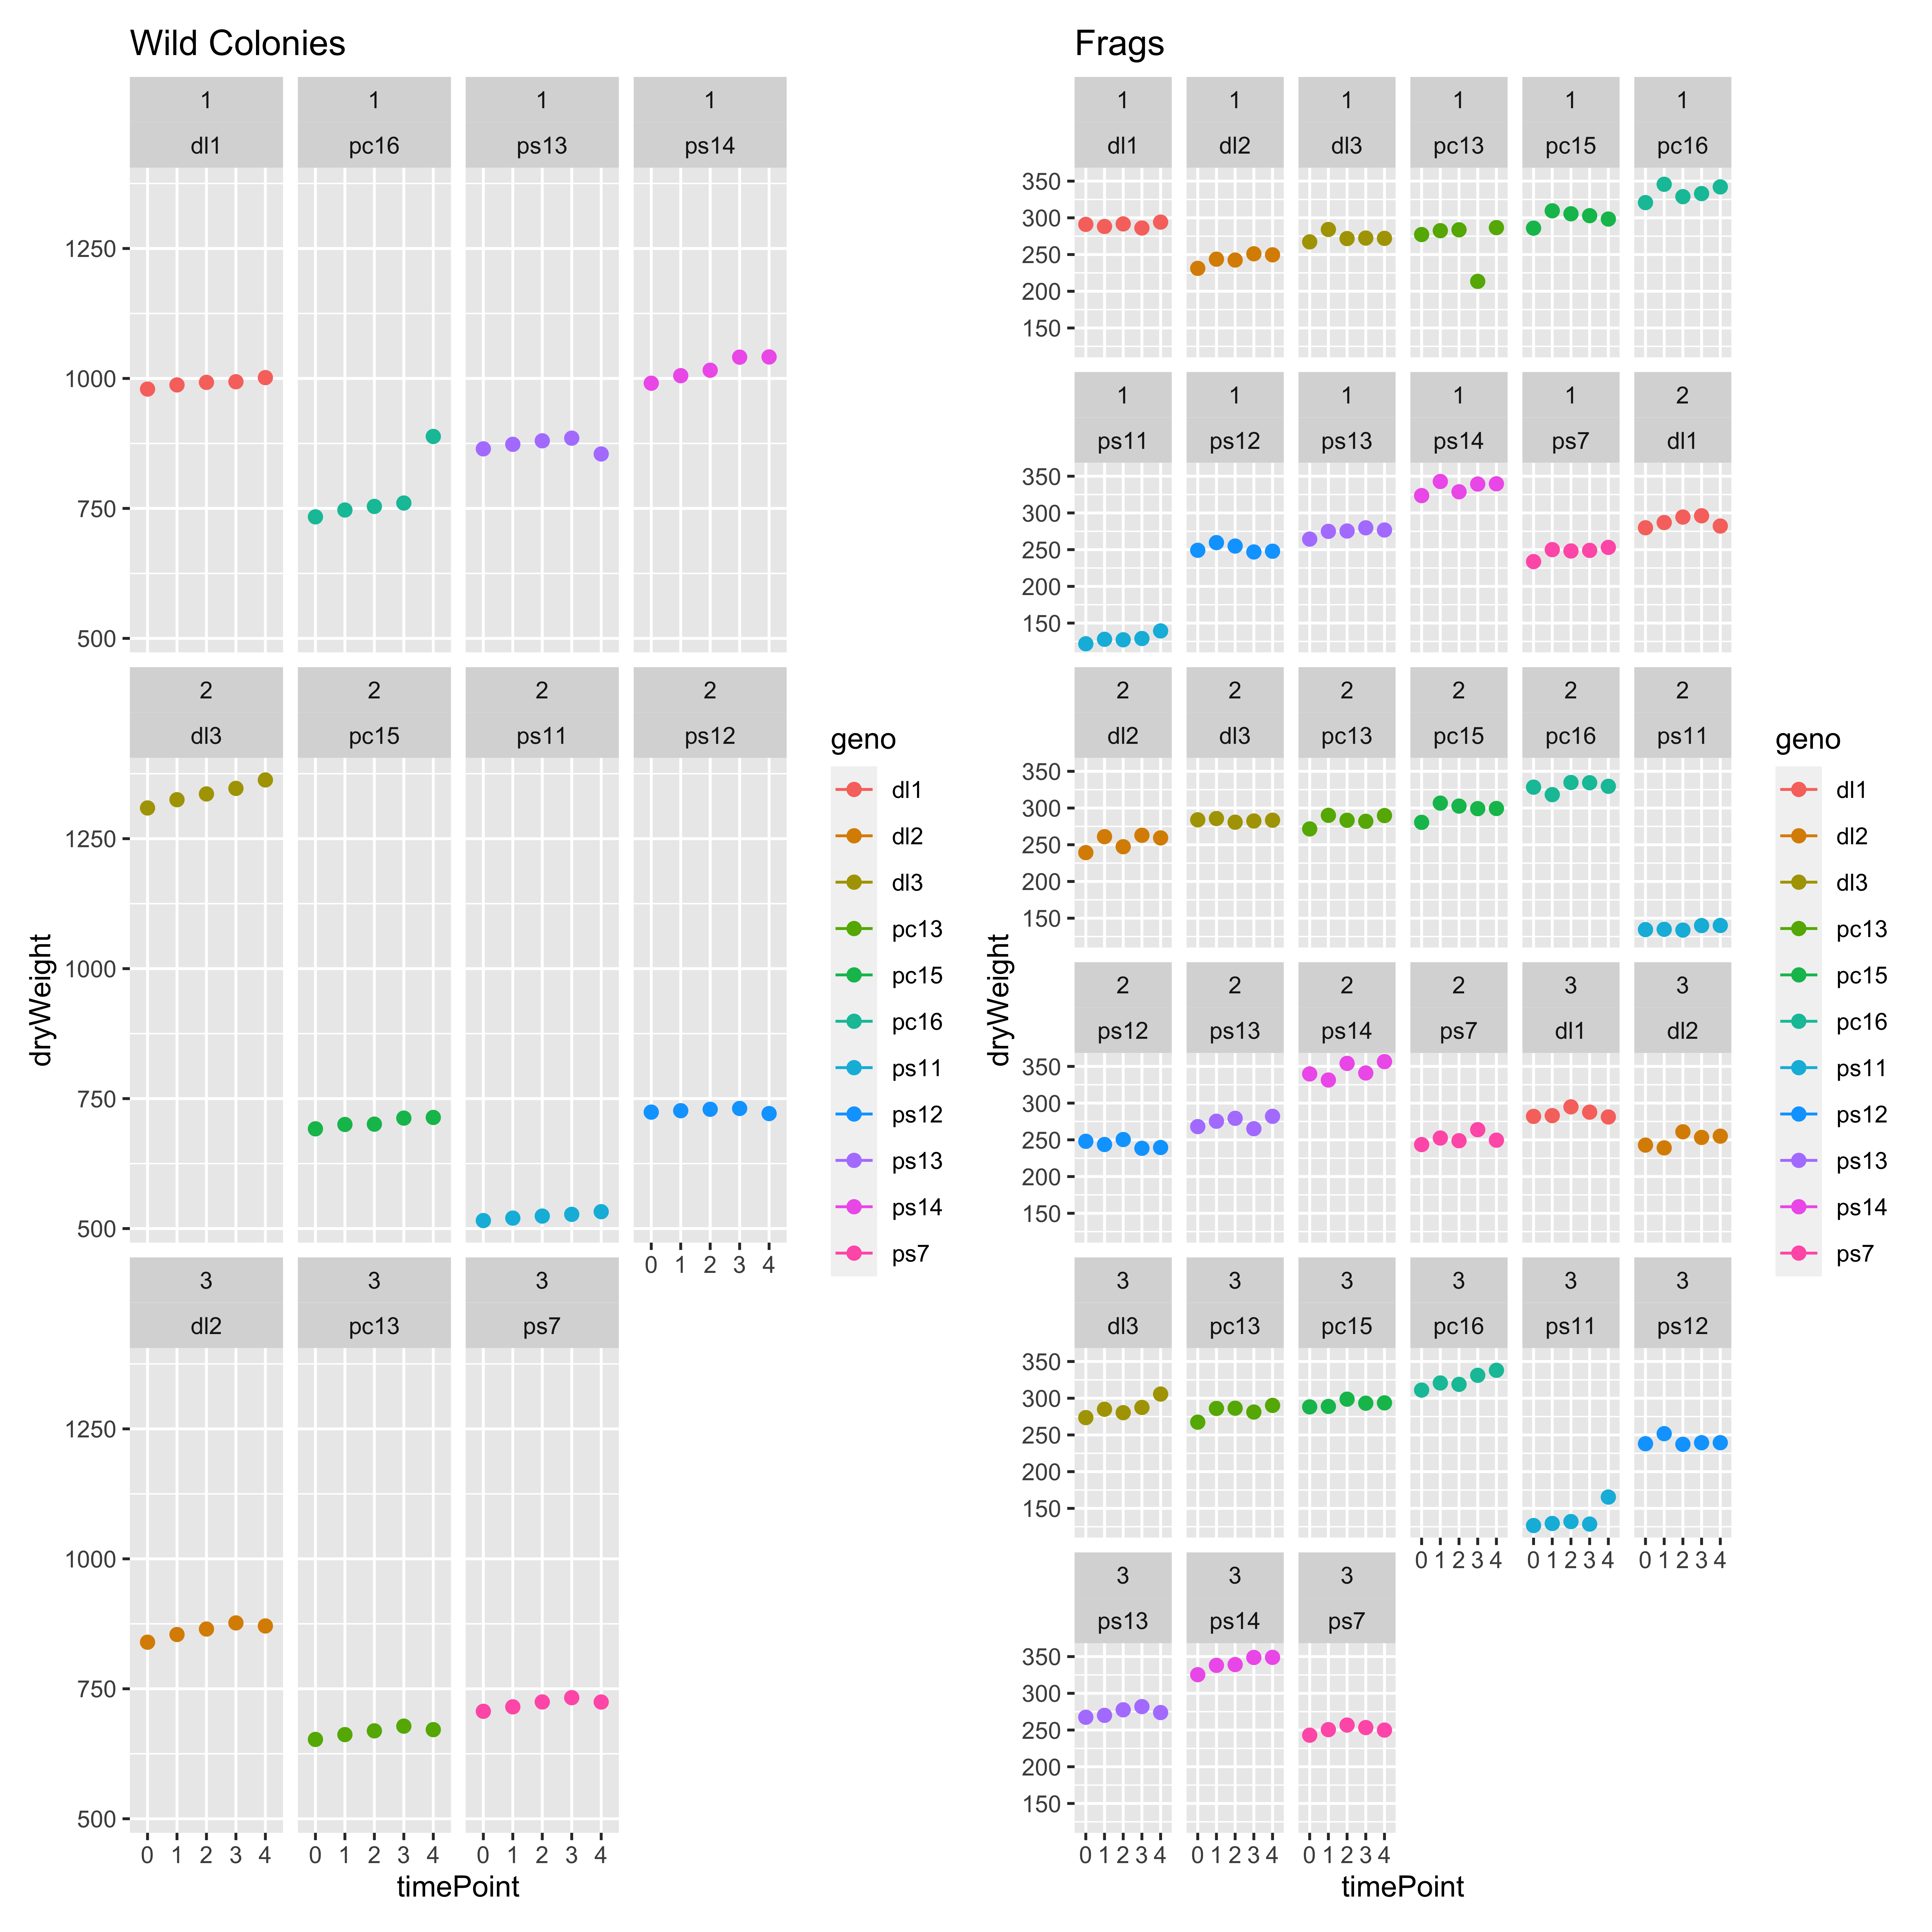 Wild Colonies
1 1 1 1
dl1 pc16 ps13 ps14
1250
1000
750
500
2 2 2 2
dl3 pc15 ps11 ps12
1250
1000
750
500
0 1 2 3 4
3 3 3
dl2 pc13 ps7
1250
1000
750
500
0 1 2 3 4 0 1 2 3 4 0 1 2 3 4
timePoint
dryWeight
geno
dl1
dl2
dl3
pc13
pc15
pc16
ps11
ps12
ps13
ps14
ps7
Frags
1 1 1 1 1 1
dl1 dl2 dl3 pc13 pc15 pc16
350
300
250
200
150
1 1 1 1 1 2
ps11 ps12 ps13 ps14 ps7 dl1
350
300
250
200
150
2 2 2 2 2 2
dl2 dl3 pc13 pc15 pc16 ps11
350
300
250
200
150
2 2 2 2 3 3
ps12 ps13 ps14 ps7 dl1 dl2
350
300
250
200
150
3 3 3 3 3 3
dl3 pc13 pc15 pc16 ps11 ps12
350
300
250
200
150
0 1 2 3 4 0 1 2 3 4 0 1 2 3 4
3 3 3
ps13 ps14 ps7
350
300
250
200
150
0 1 2 3 4 0 1 2 3 4 0 1 2 3 4
timePoint
dryWeight
geno
dl1
dl2
dl3
pc13
pc15
pc16
ps11
ps12
ps13
ps14
ps7